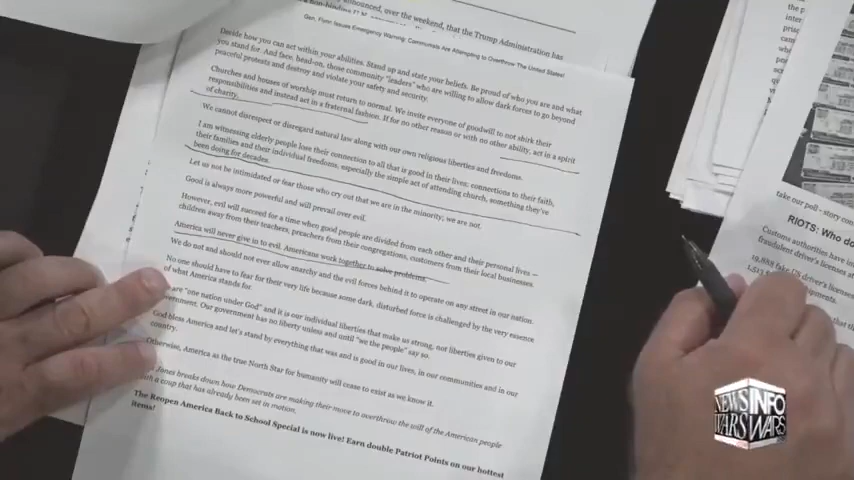 announced, over the weekend, that the Trump Administration has
Gen. Flynn Issues Emergency Warning: Communists Are Attempting to Overthrow The United States!
Decide how you can act within your abilities. Stand up and state your beliefs. Be proud of who you are and what
you stand for. And face, head-on, those community "leaders" who are willing to allow dark forces to go beyond
peaceful protests and destroy and violate your safety and security.
Churches and houses of worship must return to normal. We invite everyone of goodwill to not shirk their
responsibilities and instead act in a fraternal fashion. If for no other reason or with no other ability, act in a spirit
of charity.
We cannot disrespect or disregard natural law along with our own religious liberties and freedoms.
I am witnessing elderly people lose their connection to all that is good in their lives: connections to their faith,
their families and their individual freedoms, especially the simple act of attending church, something they've
been doing for decades.
Let us not be intimidated or fear those who cry out that we are in the minority; we are not.
Good is always more powerful and will prevail over evil.
However, evil will succeed for a time when good people are divided from each other and their personal lives –
children away from their teachers, preachers from their congregations, customers from their local businesses.
America will never give in to evil. Americans work together to solve problems.
We do not and should not ever allow anarchy and the evil forces behind it to operate on any street in our nation.
No one should have to fear for their very life because some dark, disturbed force is challenged by the very essence
of what America stands for.
are "one nation under God" and it is our individual liberties that make us strong, not liberties given to our
government. Our government has no liberty unless and until "we the people" say so.
God bless America and let's stand by everything that was and is good in our lives, in our communities and in our
country.
Otherwise, America as the true North Star for humanity will cease to exist as we know it.
Jones breaks down how Democrats are making their move to overthrow the will of the American people
with a coup that has already been set in motion.
The Reopen America Back to School Special is now live! Earn double Patriot Points on our hottest
items!
take our poll - story con
RIOTS: Who do
Customs authorities have in
fraudulent driver's licenses a
19,888 fake US driver's licens
1,513
NEWS INFO
WARS WARS